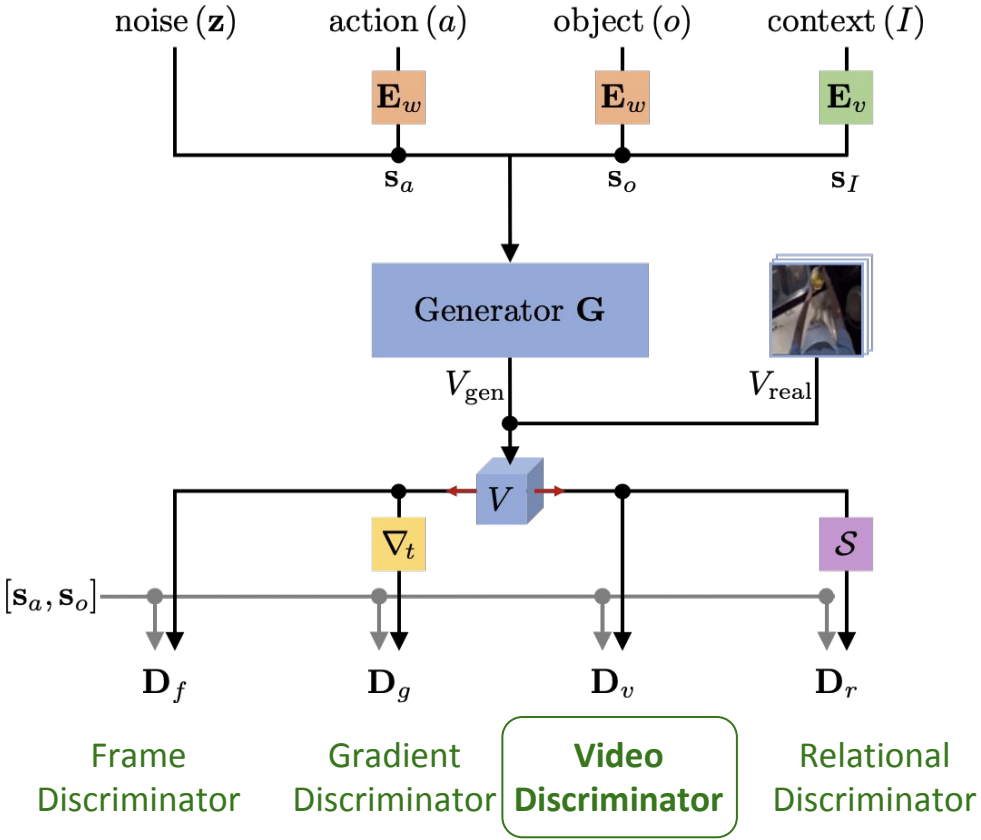 noise (z) action (a) object (o) context (I)
E_w E_w E_v
s_a s_o s_I
Generator G
V_gen V_real
V
∇_t S
[s_a, s_o]
D_f D_g D_v D_r
Frame Discriminator
Gradient Discriminator
Video Discriminator
Relational Discriminator